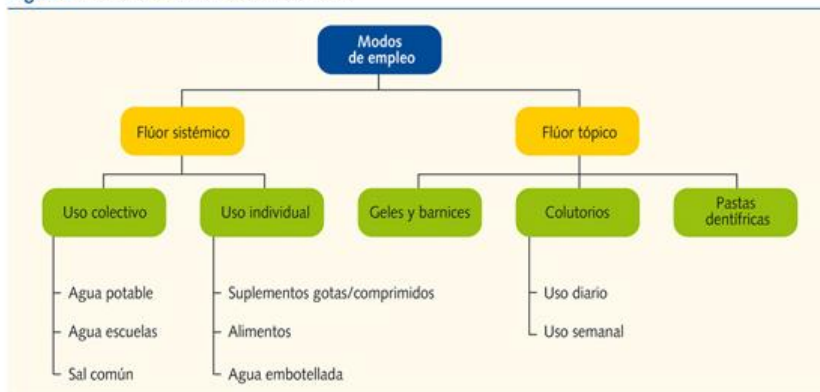 Modos
de empleo
Flúor sistémico
Flúor tópico
Uso colectivo
Uso individual
Geles y barnices
Colutorios
Pastas
dentífricas
Agua potable
Suplementos gotas/comprimidos
Uso diario
Agua escuelas
Alimentos
Uso semanal
Sal común
Agua embotellada